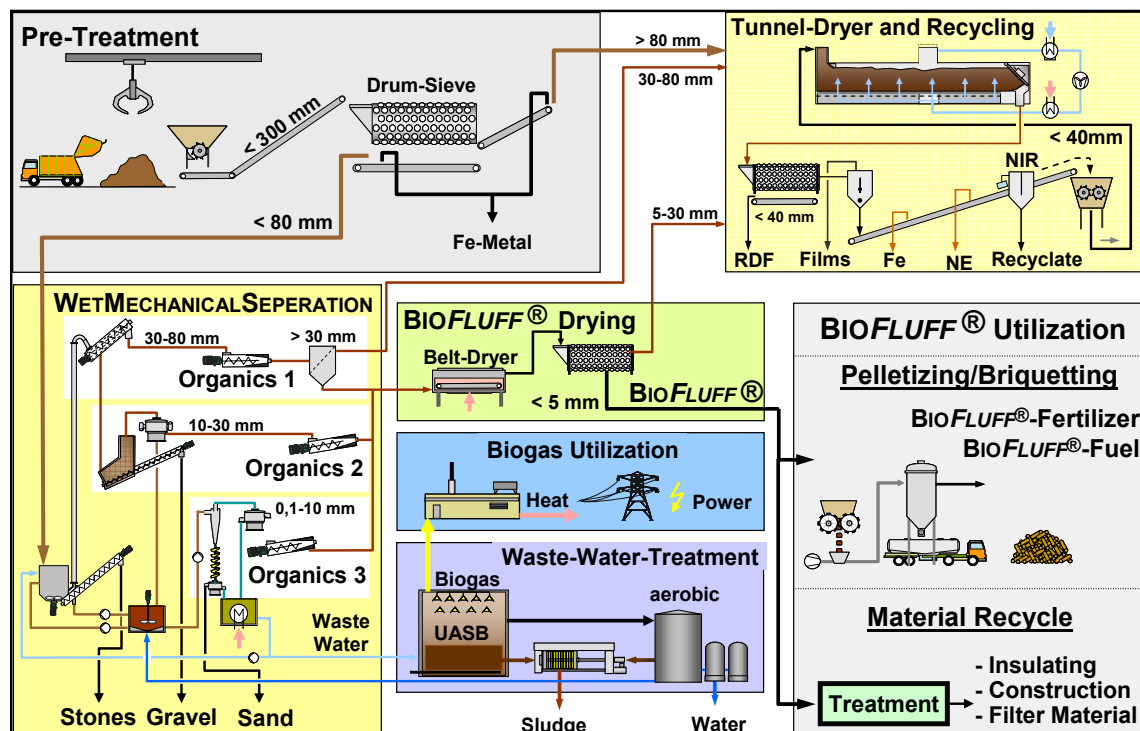 Pre-Treatment
Drum-Sieve
< 300 mm
< 80 mm
Fe-Metal
> 80 mm
30-80 mm
5-30 mm
Tunnel-Dryer and Recycling
< 40mm
NIR
< 40 mm
RDF
Films
Fe
NE
Recyclate
WETMECHANICALSEPERATION
30-80 mm
> 30 mm
Organics 1
10-30 mm
Organics 2
0,1-10 mm
Organics 3
M
Waste
Water
Stones
Gravel
Sand
BIOFLUFF® Drying
Belt-Dryer
< 5 mm
BIOFLUFF®
Biogas Utilization
Heat
Power
Waste-Water-Treatment
Biogas
UASB
aerobic
Sludge
Water
BIOFLUFF® Utilization
Pelletizing/Briquetting
BIOFLUFF®-Fertilizer
BIOFLUFF®-Fuel
Material Recycle
Treatment
- Insulating
- Construction
- Filter Material